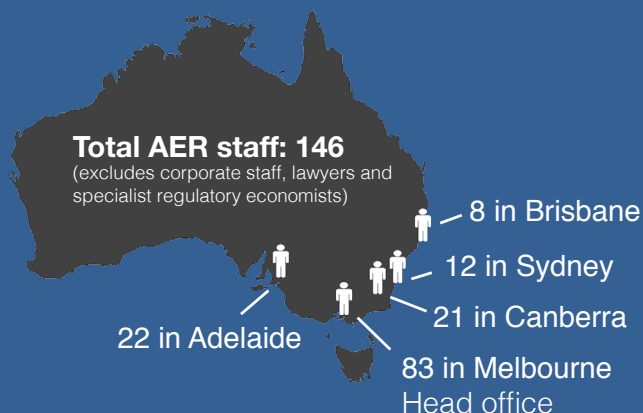 Total AER staff: 146
(excludes corporate staff, lawyers and
specialist regulatory economists)
8 in Brisbane
12 in Sydney
21 in Canberra
22 in Adelaide
83 in Melbourne
Head office